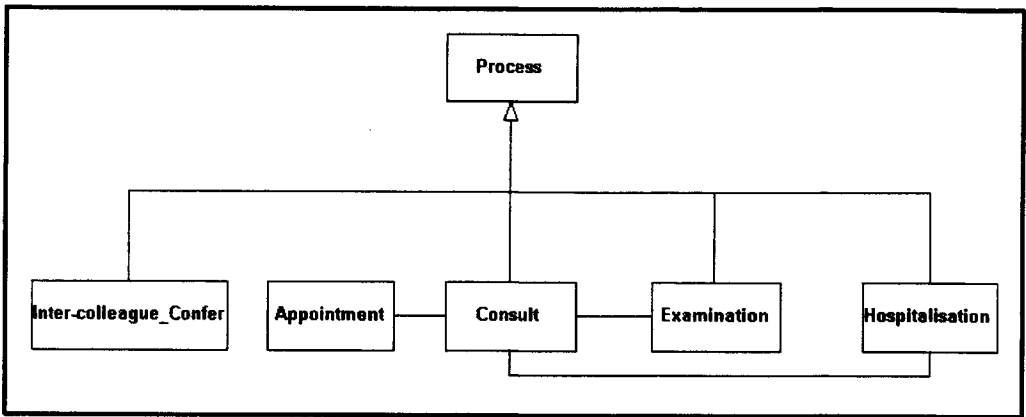 Process
Inter-colleague_Confer
Appointment
Consult
Examination
Hospitalisation